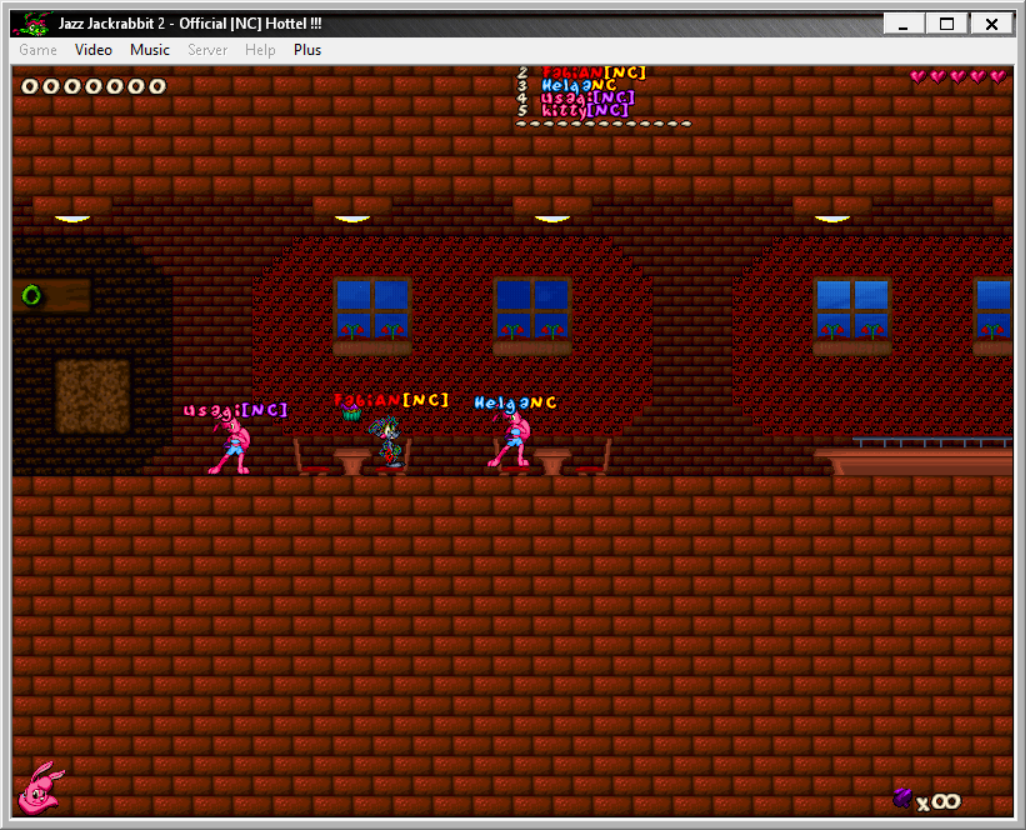 Jazz Jackrabbit 2 - Official [NC] Hottel !!!
Game Video Music Server Help Plus
0000000
2 FabiAN[NC]
3 HelgaNC
4 usagi[NC]
5 kitty[NC]
usagi[NC]
FabiAN[NC]
HelgaNC
x00